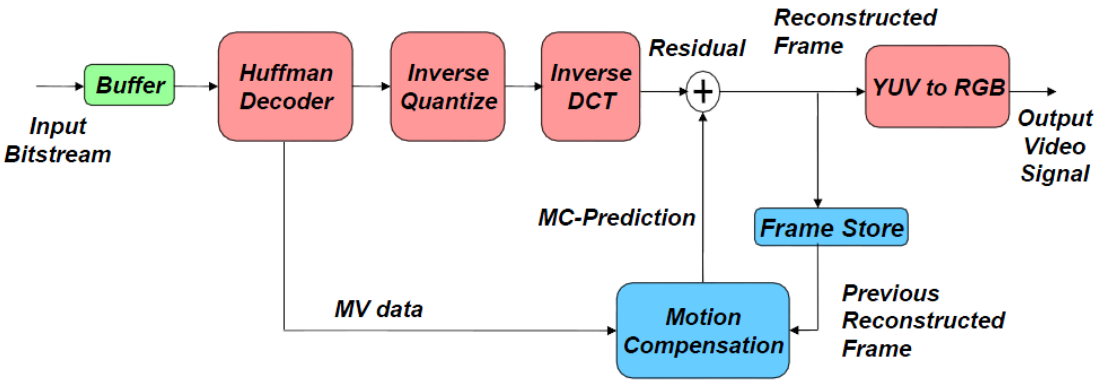 Reconstructed
Frame
Residual
Buffer
Huffman
Decoder
Inverse
Quantize
Inverse
DCT
+
YUV to RGB
Input
Bitstream
Output
Video
Signal
MC-Prediction
Frame Store
MV data
Motion
Compensation
Previous
Reconstructed
Frame